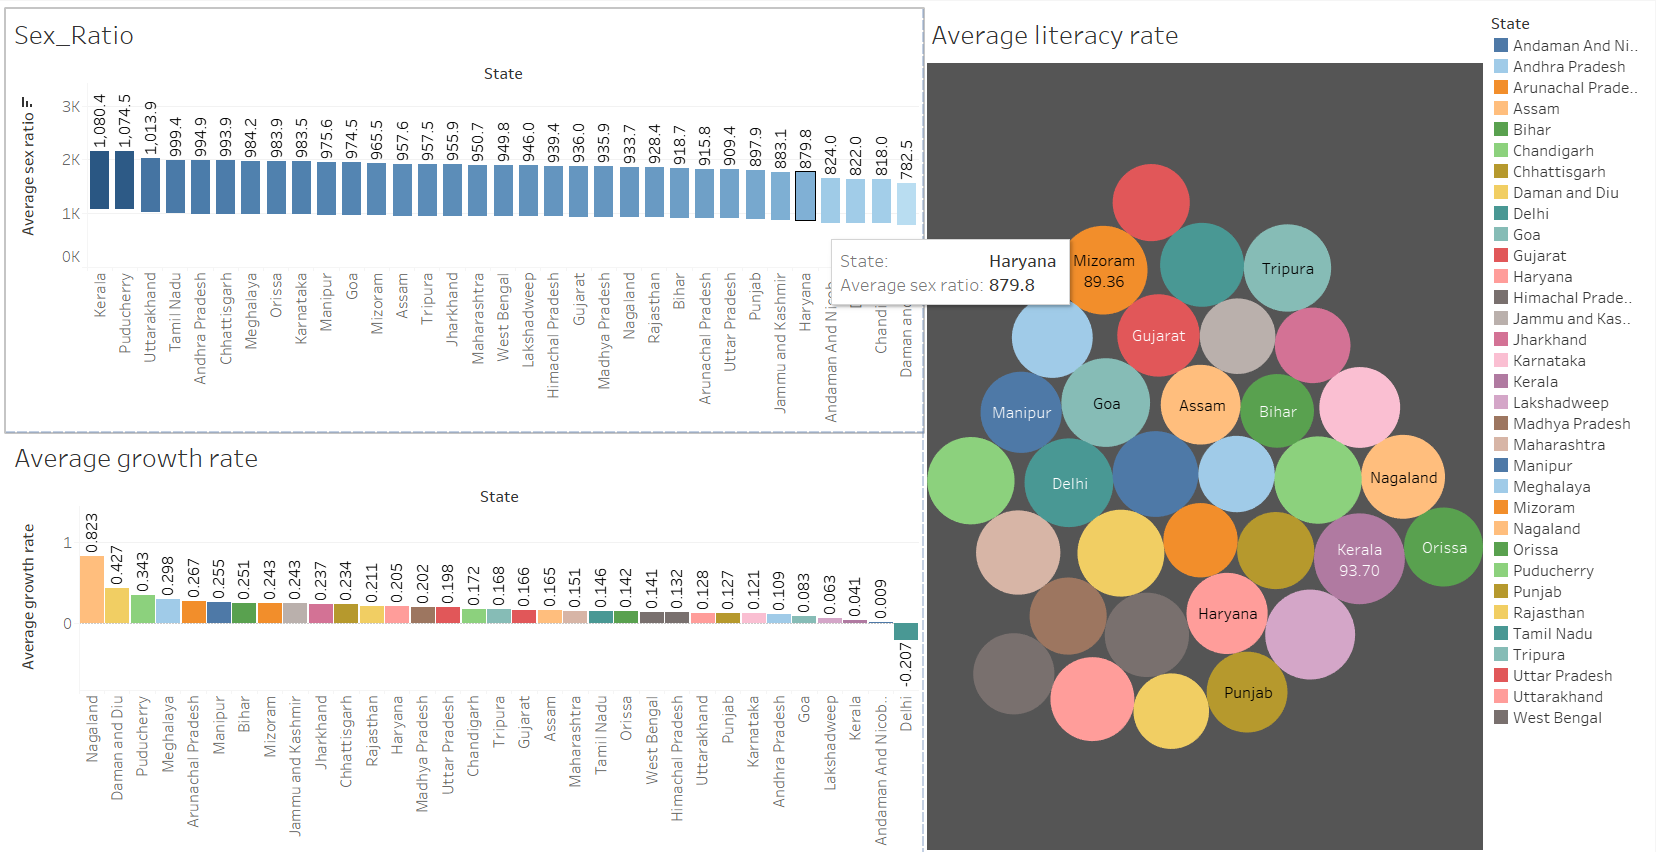 Sex_Ratio
State
Average sex ratio
3K
2K
1K
0K
1,080.4
1,074.5
1,013.9
999.4
994.9
993.9
984.2
983.9
983.5
975.6
974.5
965.5
957.6
957.5
955.9
950.7
949.8
946.0
939.4
936.0
935.9
933.7
928.4
918.7
915.8
909.4
897.9
883.1
879.8
824.0
822.0
818.0
782.5
Kerala
Puducherry
Uttarakhand
Tamil Nadu
Andhra Pradesh
Chhattisgarh
Meghalaya
Orissa
Karnataka
Manipur
Goa
Mizoram
Assam
Tripura
Jharkhand
Maharashtra
West Bengal
Lakshadweep
Himachal Pradesh
Gujarat
Madhya Pradesh
Nagaland
Rajasthan
Bihar
Arunachal Pradesh
Uttar Pradesh
Punjab
Jammu and Kashmir
Haryana
Andaman And Nicob
Chandi
Daman and
State: Haryana
Average sex ratio: 879.8
Average growth rate
State
Average growth rate
1
0
0.823
0.427
0.343
0.298
0.267
0.255
0.251
0.243
0.243
0.237
0.234
0.211
0.205
0.202
0.198
0.172
0.168
0.166
0.165
0.151
0.146
0.142
0.141
0.132
0.128
0.127
0.121
0.109
0.083
0.063
0.041
0.009
-0.207
Nagaland
Daman and Diu
Puducherry
Meghalaya
Arunachal Pradesh
Manipur
Bihar
Mizoram
Jammu and Kashmir
Jharkhand
Chhattisgarh
Rajasthan
Haryana
Madhya Pradesh
Uttar Pradesh
Chandigarh
Tripura
Gujarat
Assam
Maharashtra
Tamil Nadu
Orissa
West Bengal
Himachal Pradesh
Uttarakhand
Punjab
Karnataka
Andhra Pradesh
Goa
Lakshadweep
Kerala
Andaman And Nicob..
Delhi
Average literacy rate
Mizoram
89.36
Tripura
Gujarat
Manipur
Goa
Assam
Bihar
Delhi
Nagaland
Kerala
93.70
Orissa
Haryana
Punjab
State
Andaman And Ni..
Andhra Pradesh
Arunachal Prade..
Assam
Bihar
Chandigarh
Chhattisgarh
Daman and Diu
Delhi
Goa
Gujarat
Haryana
Himachal Prade..
Jammu and Kas..
Jharkhand
Karnataka
Kerala
Lakshadweep
Madhya Pradesh
Maharashtra
Manipur
Meghalaya
Mizoram
Nagaland
Orissa
Puducherry
Punjab
Rajasthan
Tamil Nadu
Tripura
Uttar Pradesh
Uttarakhand
West Bengal